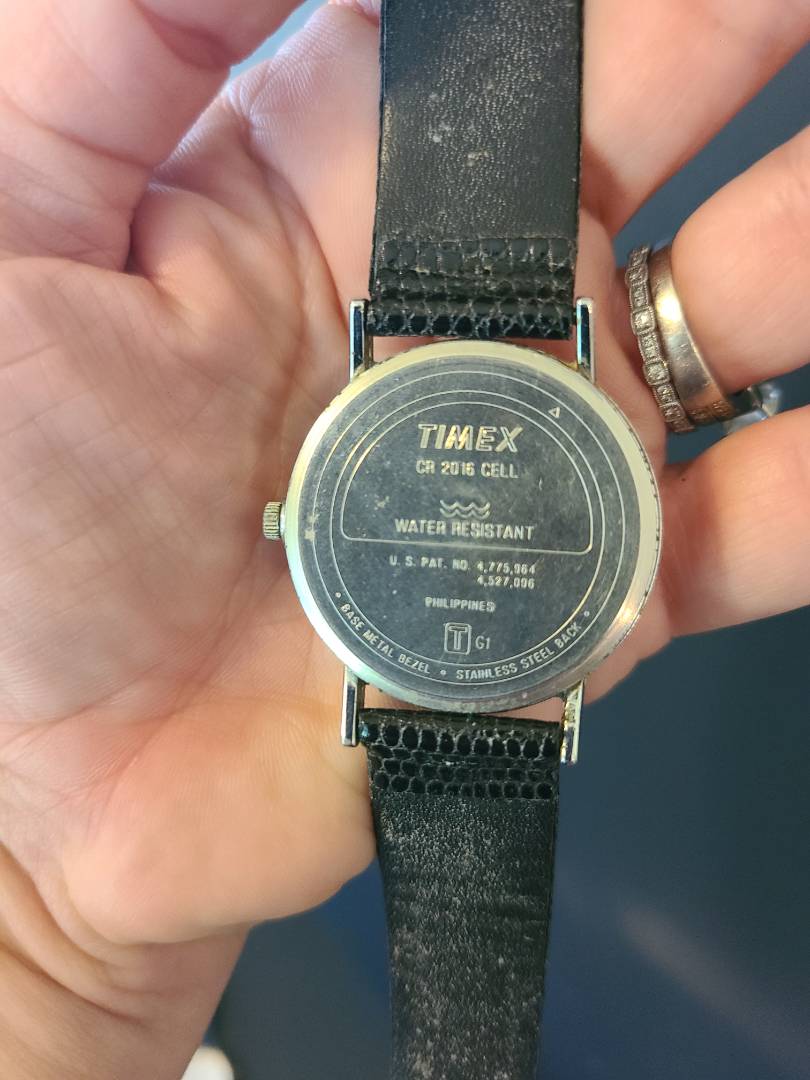 TIMEX
CR 2016 CELL
WATER RESISTANT
U. S. PAT. NO. 4,775,964
4,527,096
PHILIPPINES
T G1
• BASE METAL BEZEL • STAINLESS STEEL BACK •